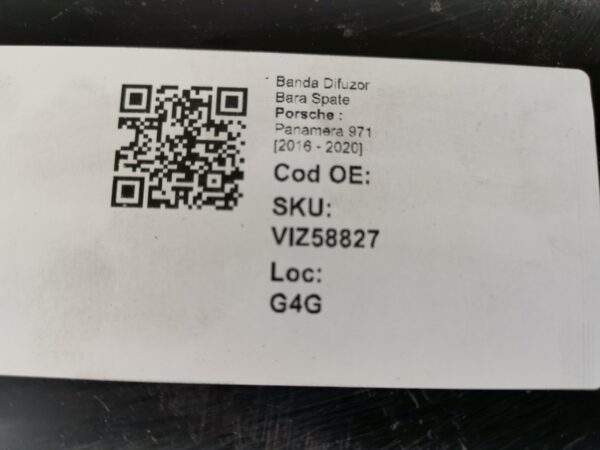 Banda Difuzor
Bara Spate
Porsche :
Panamera 971
[2016 - 2020]
Cod OE:
SKU:
VIZ58827
Loc:
G4G